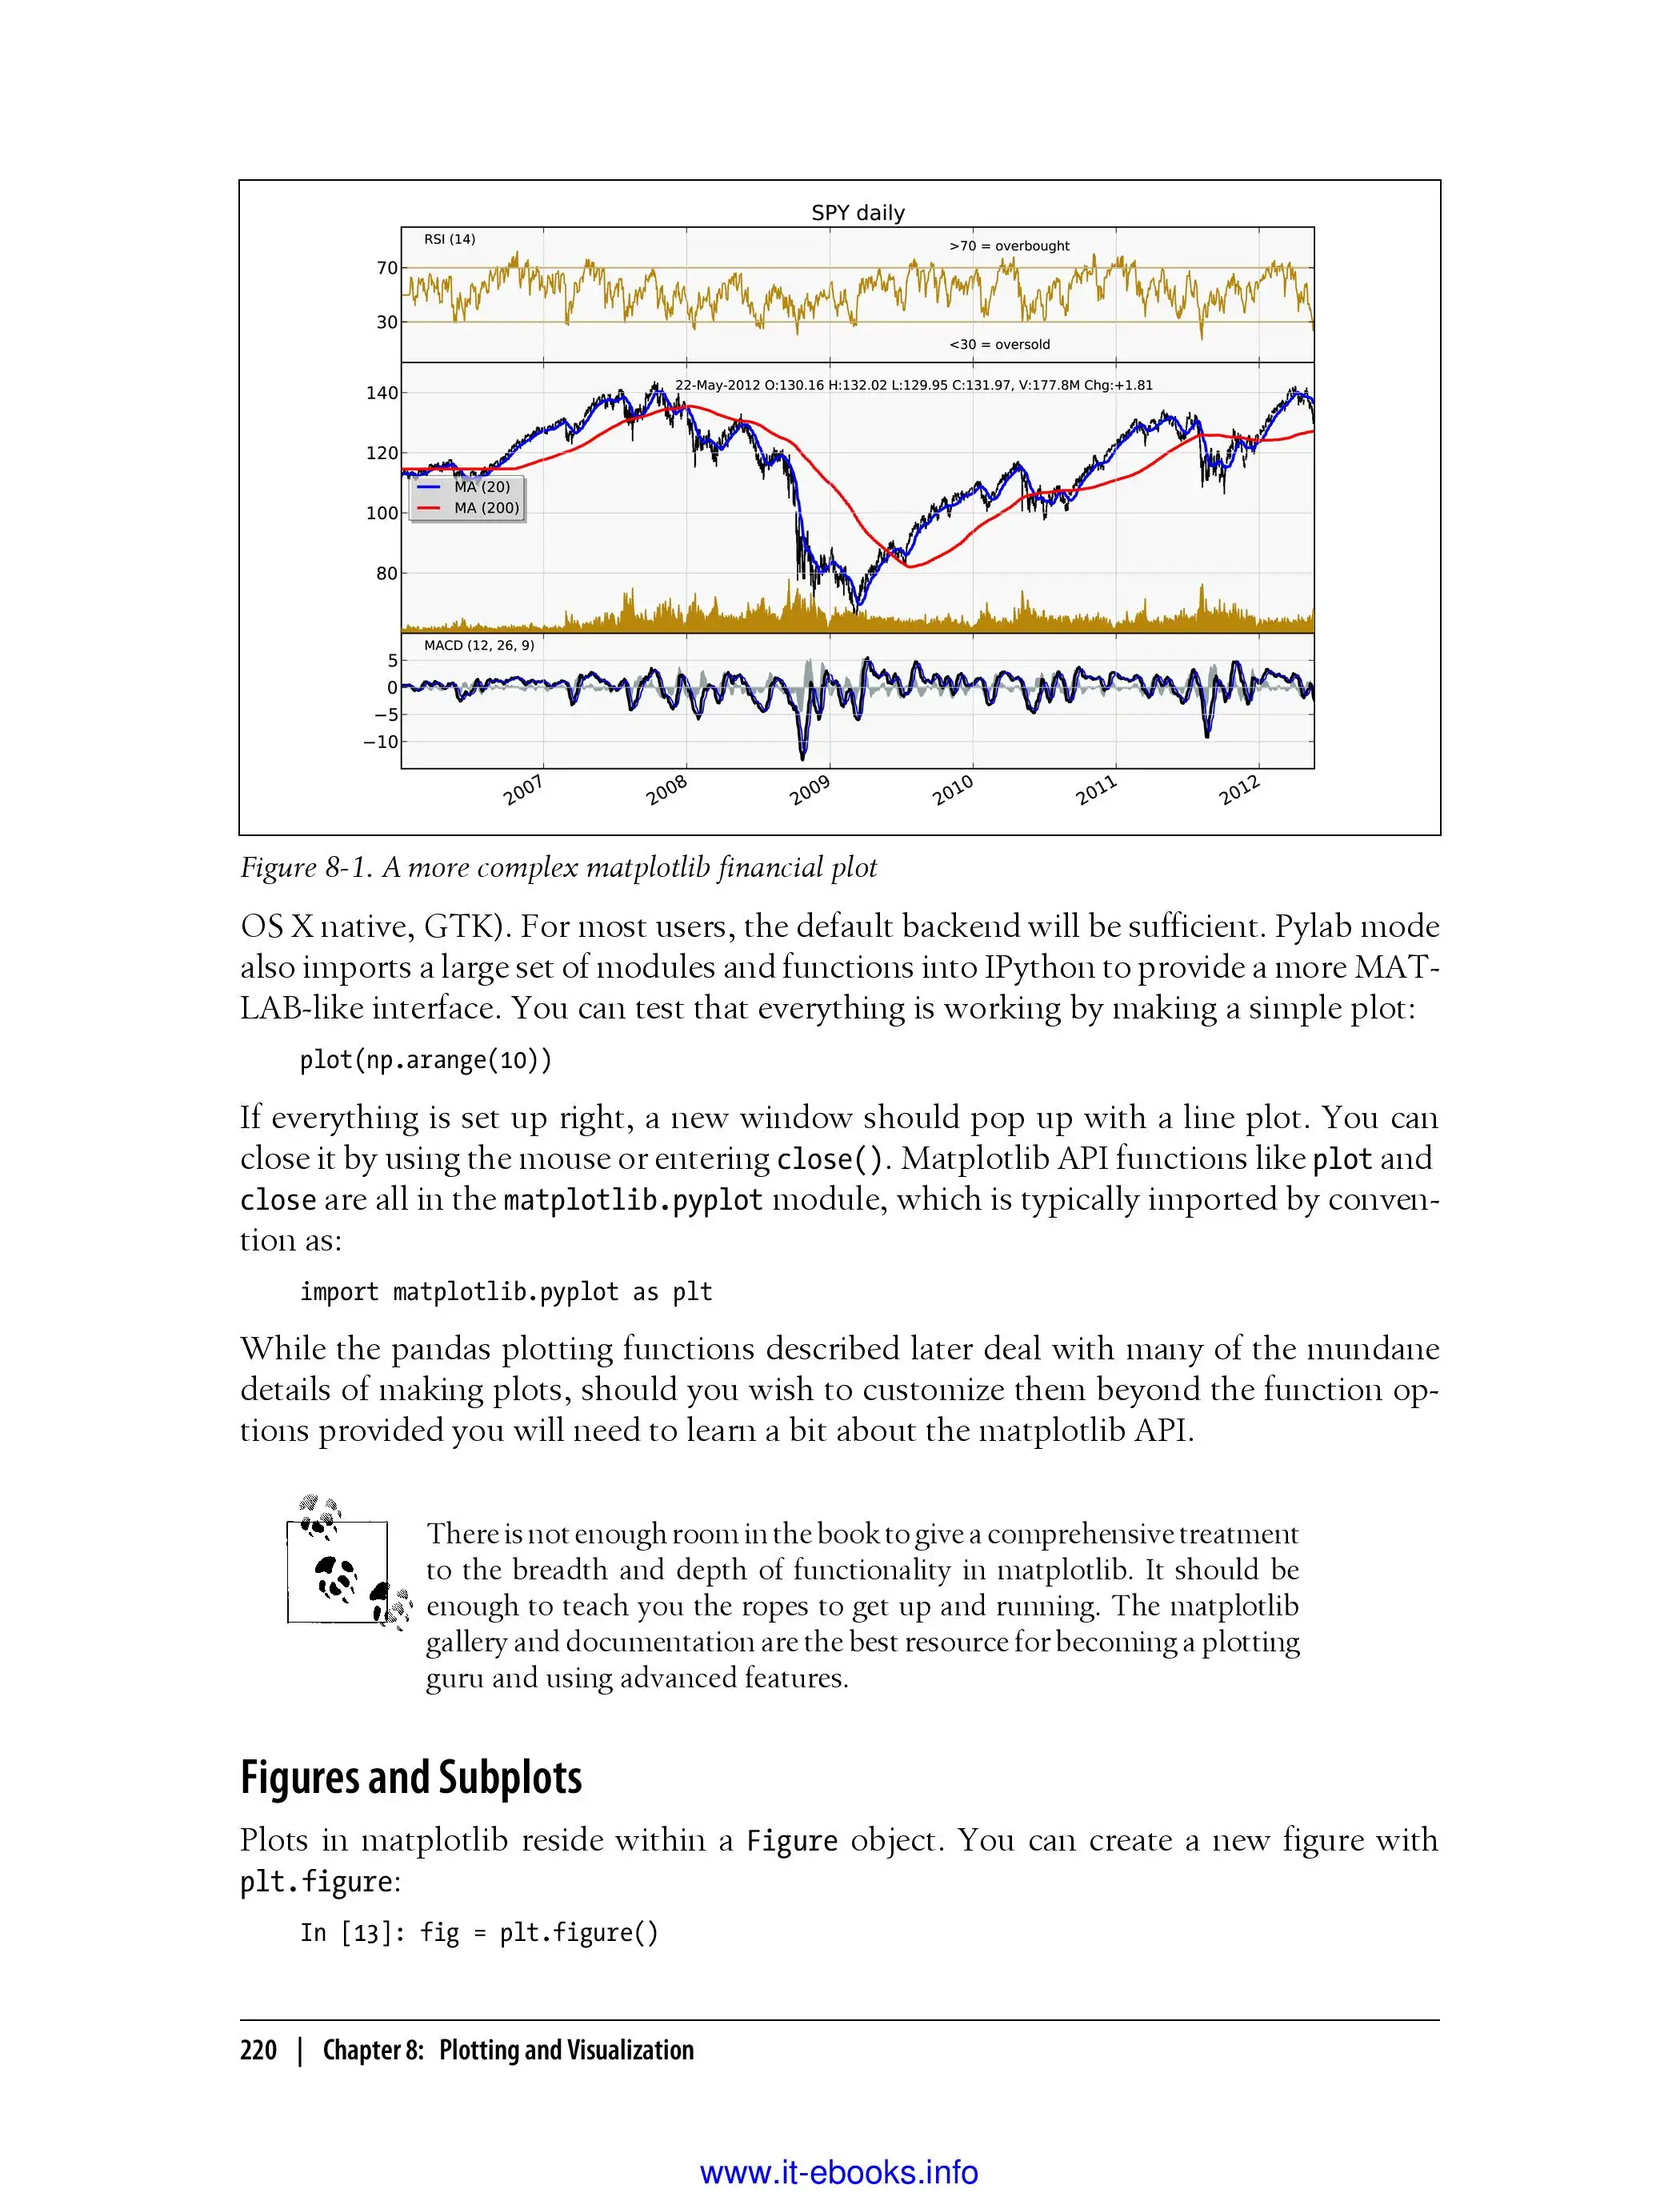 SPY daily
RSI (14)
>70 = overbought
70
30
<30 = oversold
22-May-2012 O:130.16 H:132.02 L:129.95 C:131.97, V:177.8M Chg:+1.81
140
120
100
80
MA (20)
MA (200)
MACD (12, 26, 9)
5
0
−5
−10
2007
2008
2009
2010
2011
2012
Figure 8-1. A more complex matplotlib financial plot
OS X native, GTK). For most users, the default backend will be sufficient. Pylab mode
also imports a large set of modules and functions into IPython to provide a more MAT-
LAB-like interface. You can test that everything is working by making a simple plot:
plot(np.arange(10))
If everything is set up right, a new window should pop up with a line plot. You can
close it by using the mouse or entering close(). Matplotlib API functions like plot and
close are all in the matplotlib.pyplot module, which is typically imported by conven-
tion as:
import matplotlib.pyplot as plt
While the pandas plotting functions described later deal with many of the mundane
details of making plots, should you wish to customize them beyond the function op-
tions provided you will need to learn a bit about the matplotlib API.
There is not enough room in the book to give a comprehensive treatment
to the breadth and depth of functionality in matplotlib. It should be
enough to teach you the ropes to get up and running. The matplotlib
gallery and documentation are the best resource for becoming a plotting
guru and using advanced features.
Figures and Subplots
Plots in matplotlib reside within a Figure object. You can create a new figure with
plt.figure:
In [13]: fig = plt.figure()
220 | Chapter 8: Plotting and Visualization
www.it-ebooks.info